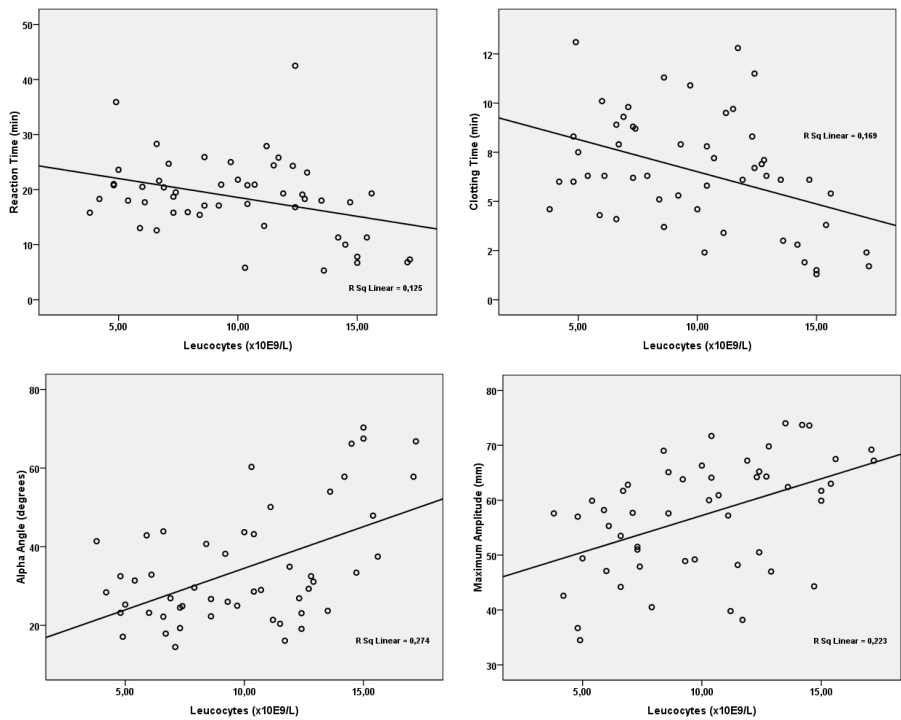 50
40
30
20
10
0
Reaction Time (min)
R Sq Linear = 0,125
5,00 10,00 15,00
Leucocytes (x10E9/L)
12
10
8
5
2
0
Clotting Time (min)
R Sq Linear = 0,169
5,00 10,00 15,00
Leucocytes (x10E9/L)
80
60
40
20
Alpha Angle (degrees)
R Sq Linear = 0,274
5,00 10,00 15,00
Leucocytes (x10E9/L)
80
70
60
50
40
30
Maximum Amplitude (mm)
R Sq Linear = 0,223
5,00 10,00 15,00
Leucocytes (x10E9/L)